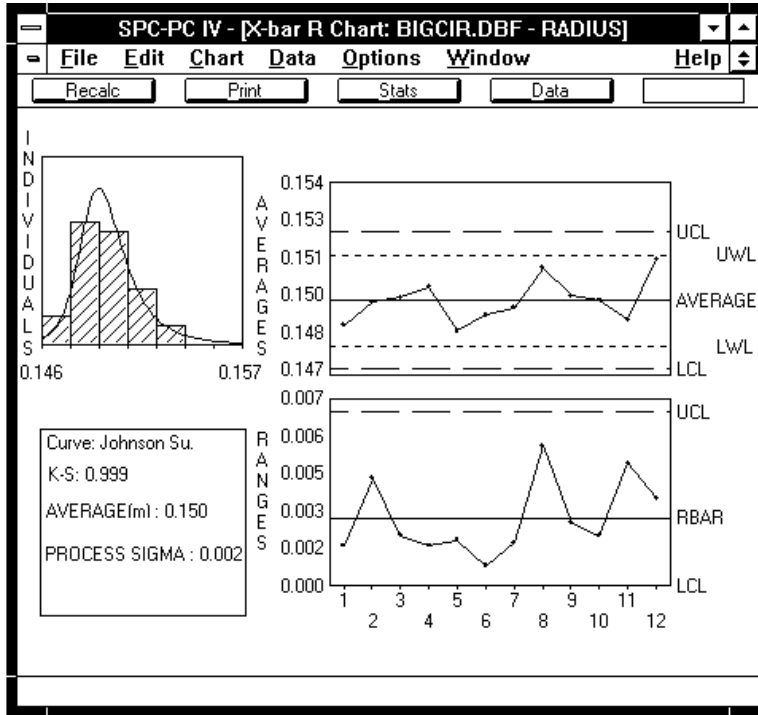 SPC-PC IV - [X-bar R Chart: BIGCIR.DBF - RADIUS]
File Edit Chart Data Options Window Help
Recalc Print Stats Data
INDIVIDUALS
0.146 0.157
AVERAGES
0.154
0.153
0.151
0.150
0.148
0.147
UCL
UWL
AVERAGE
LWL
LCL
Curve: Johnson Su.
K-S: 0.999
AVERAGE(m) : 0.150
PROCESS SIGMA : 0.002
RANGES
0.007
0.006
0.005
0.003
0.002
0.000
UCL
RBAR
LCL
1 3 5 7 9 11
2 4 6 8 10 12